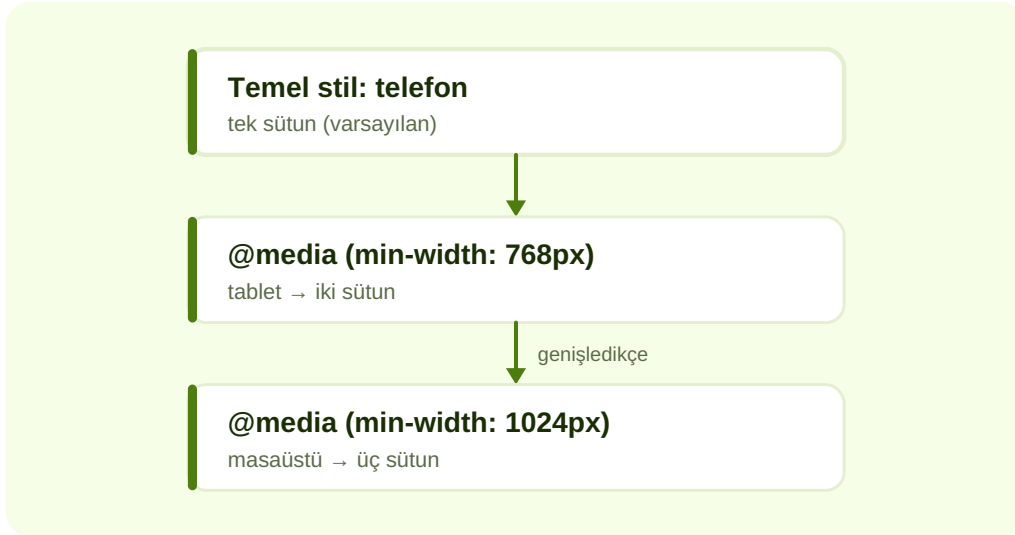 Temel stil: telefon
tek sütun (varsayılan)
@media (min-width: 768px)
tablet → iki sütun
genişledikçe
@media (min-width: 1024px)
masaüstü → üç sütun